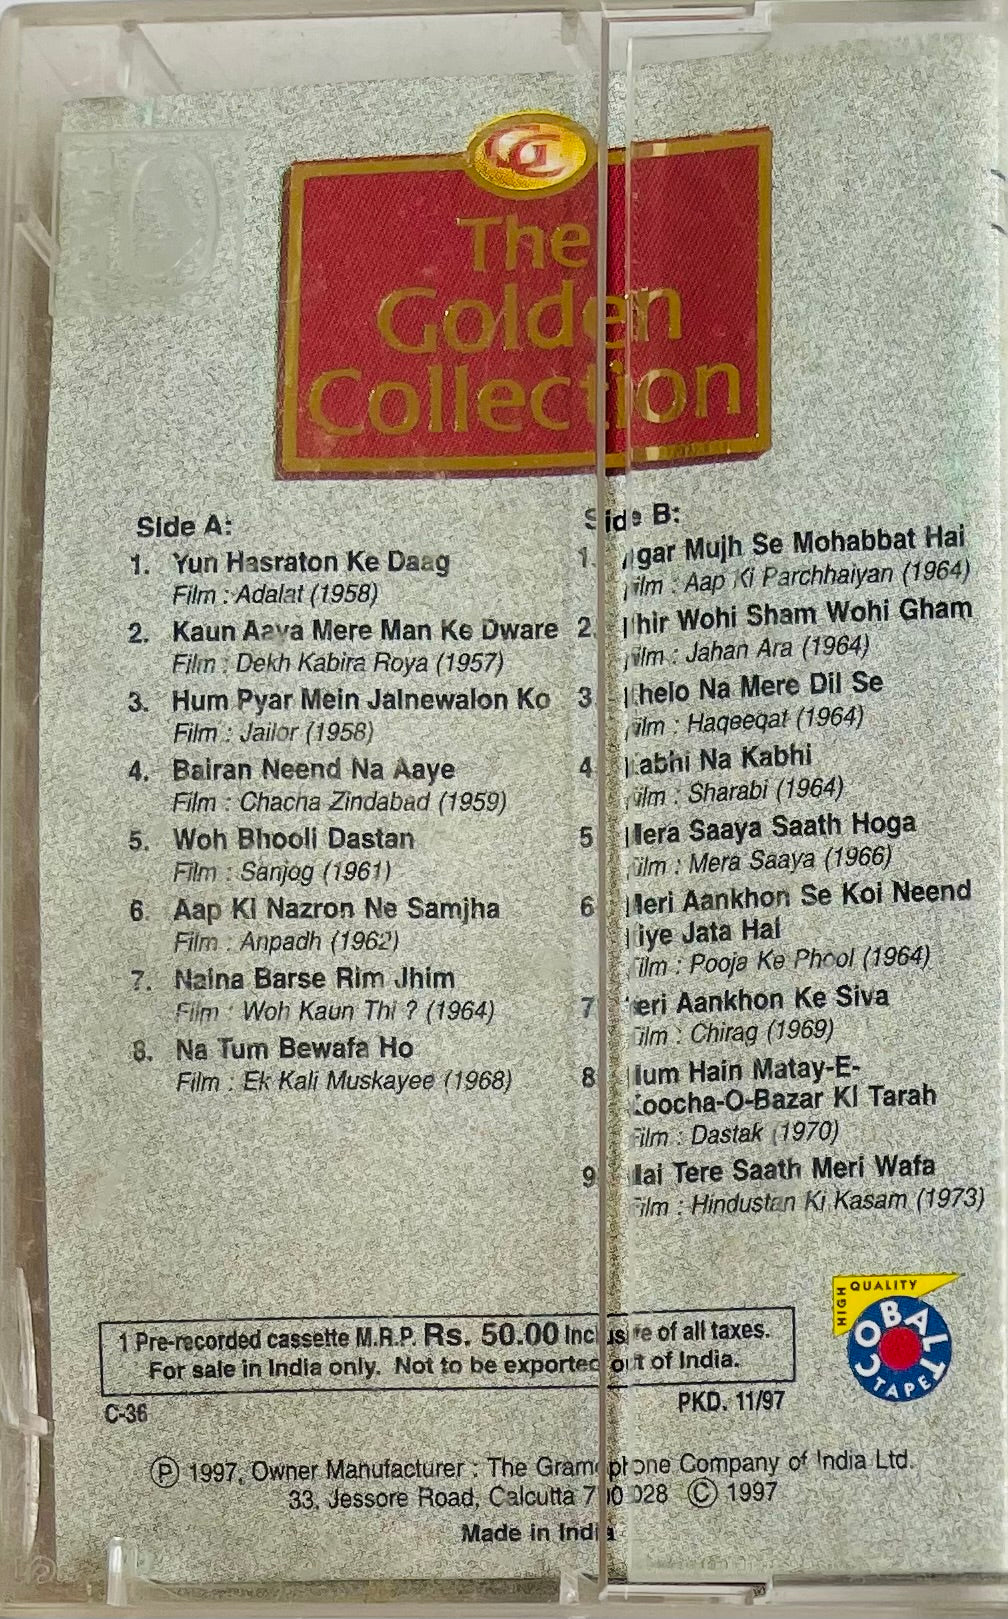 GC
The
Golden
Collection
Side A:
1. Yun Hasraton Ke Daag
Film : Adalat (1958)
2. Kaun Aaya Mere Man Ke Dware
Film : Dekh Kabira Roya (1957)
3. Hum Pyar Mein Jalnewalon Ko
Film : Jailor (1958)
4. Bairan Neend Na Aaye
Film : Chacha Zindabad (1959)
5. Woh Bhooli Dastan
Film : Sanjog (1961)
6. Aap Ki Nazron Ne Samjha
Film : Anpadh (1962)
7. Naina Barse Rim Jhim
Film : Woh Kaun Thi ? (1964)
8. Na Tum Bewafa Ho
Film : Ek Kali Muskayee (1968)
Side B:
1. Agar Mujh Se Mohabbat Hai
Film : Aap Ki Parchhaiyan (1964)
2. Phir Wohi Sham Wohi Gham
Film : Jahan Ara (1964)
3. Khelo Na Mere Dil Se
Film : Haqeeqat (1964)
4. Kabhi Na Kabhi
Film : Sharabi (1964)
5. Mera Saaya Saath Hoga
Film : Mera Saaya (1966)
6. Meri Aankhon Se Koi Neend
Liye Jata Hai
Film : Pooja Ke Phool (1964)
7. Teri Aankhon Ke Siva
Film : Chirag (1969)
8. Hum Hain Matay-E-
Koocha-O-Bazar Ki Tarah
Film : Dastak (1970)
9. Hai Tere Saath Meri Wafa
Film : Hindustan Ki Kasam (1973)
HIGH QUALITY
COBALT
TAPE
1 Pre-recorded cassette M.R.P. Rs. 50.00 Inclusive of all taxes.
For sale in India only. Not to be exported out of India.
C-36
PKD. 11/97
Ⓟ 1997, Owner Manufacturer : The Gramophone Company of India Ltd.
33, Jessore Road, Calcutta 700 028 © 1997
Made in India